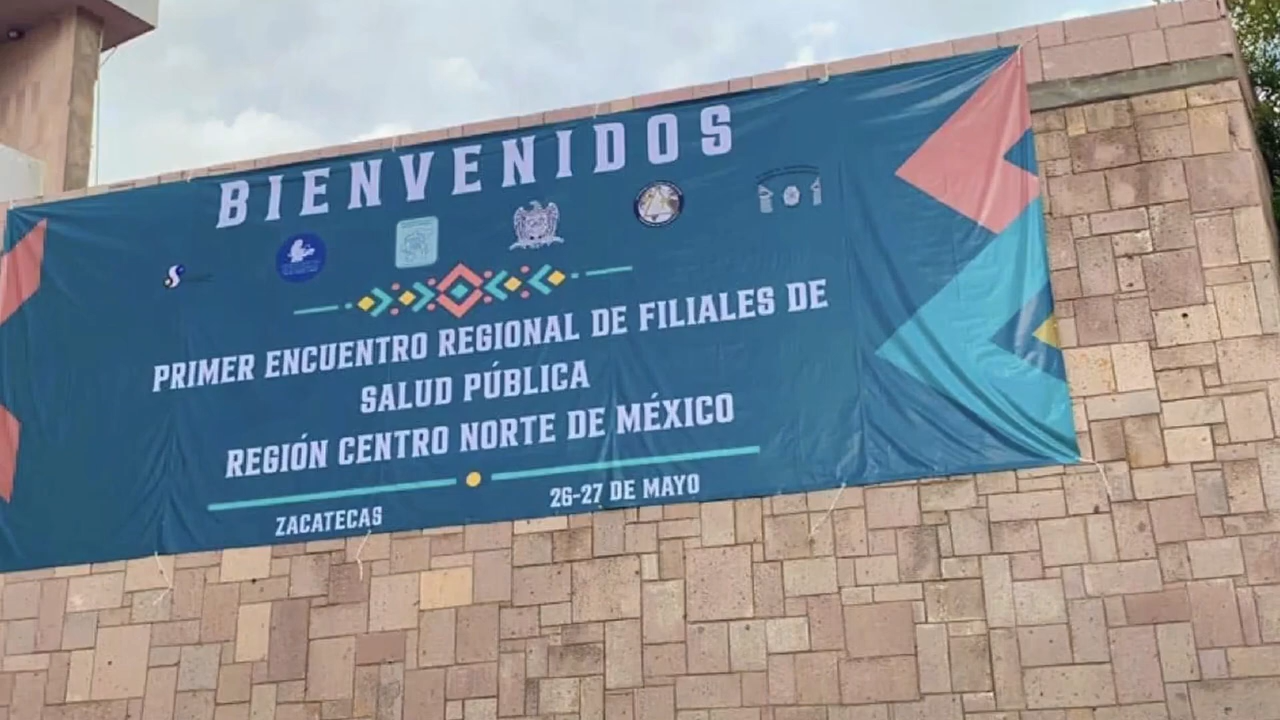 BIENVENIDOS
PRIMER ENCUENTRO REGIONAL DE FILIALES DE
SALUD PÚBLICA
REGIÓN CENTRO NORTE DE MÉXICO
ZACATECAS
26-27 DE MAYO